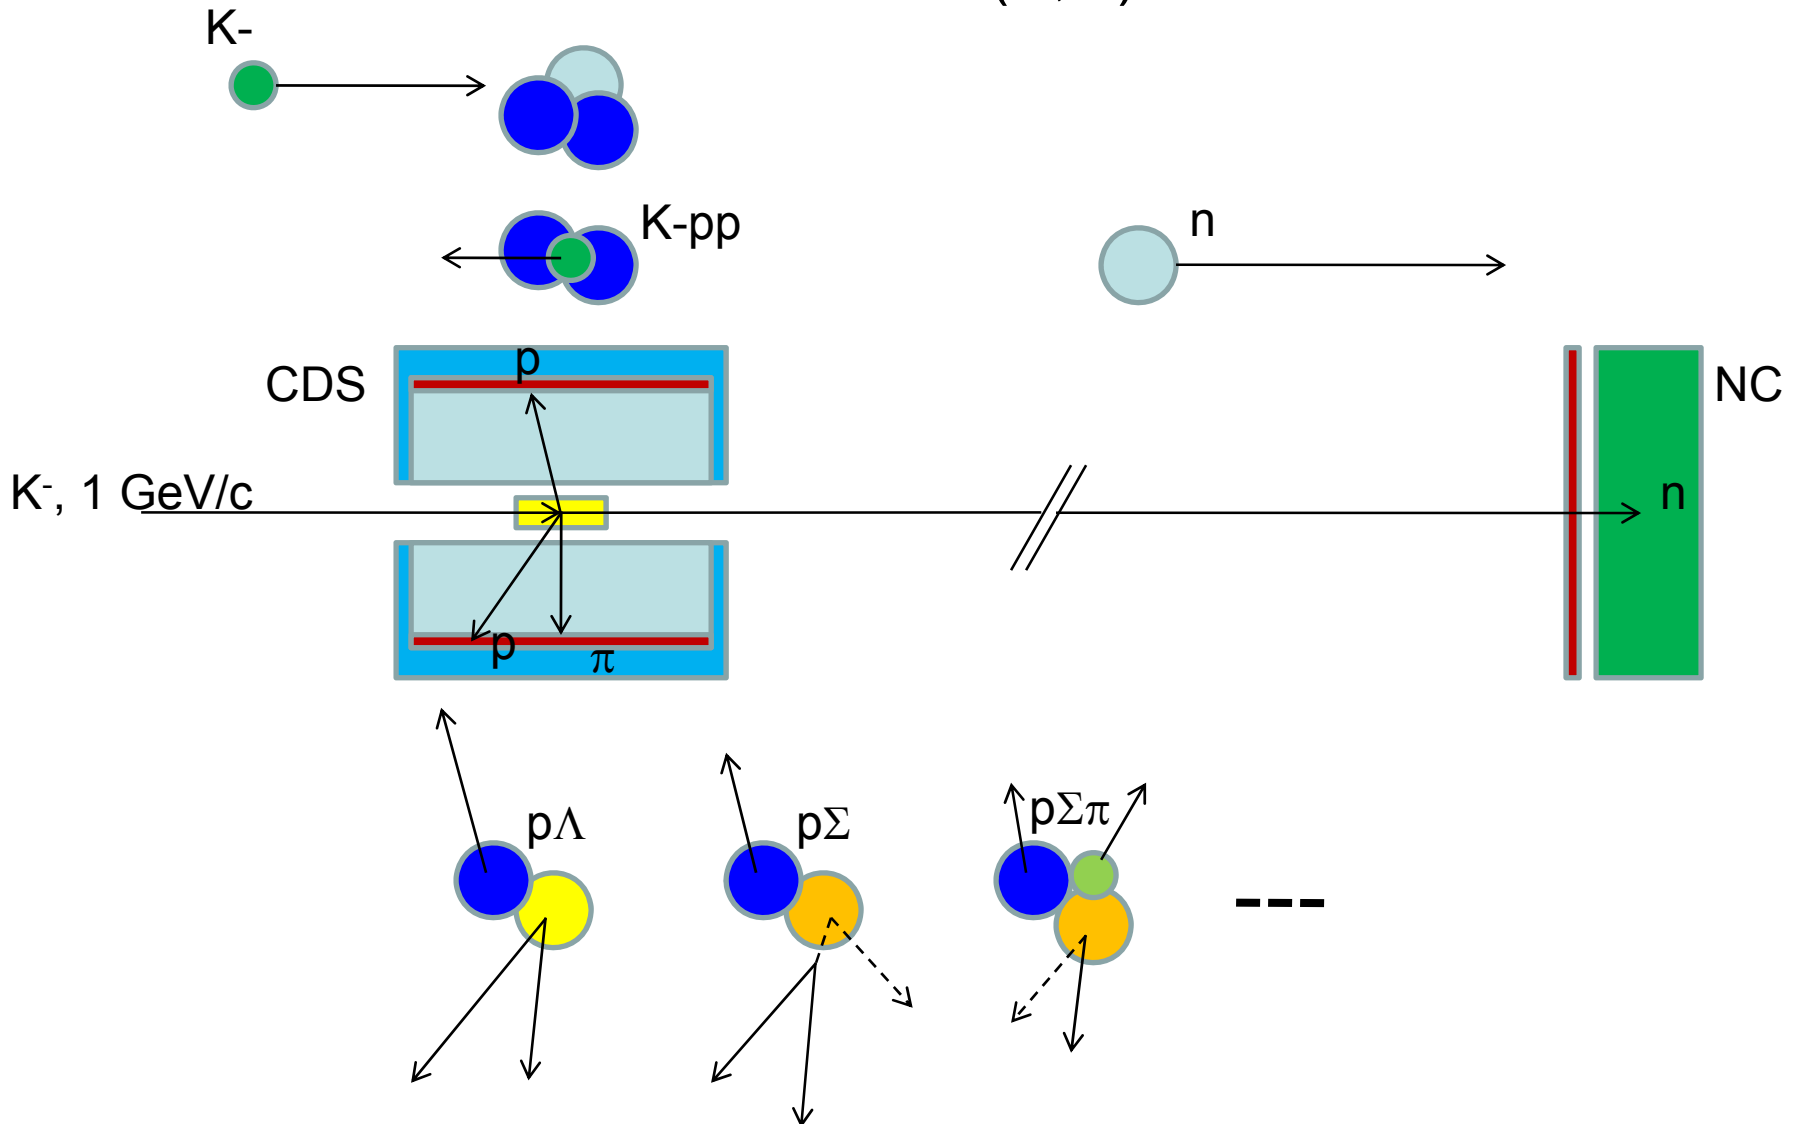 K-
K-pp
n
p
CDS
NC
K⁻, 1 GeV/c
n
p
π
pΛ
pΣ
pΣπ